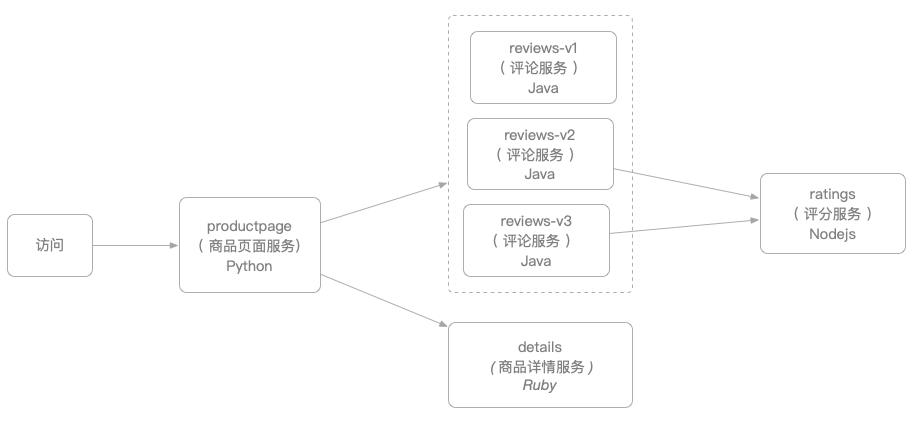 访问
productpage
（ 商品页面服务）
Python
reviews-v1
（ 评论服务 ）
Java
reviews-v2
（ 评论服务 ）
Java
reviews-v3
（ 评论服务 ）
Java
details
（ 商品详情服务 ）
Ruby
ratings
（ 评分服务 ）
Nodejs